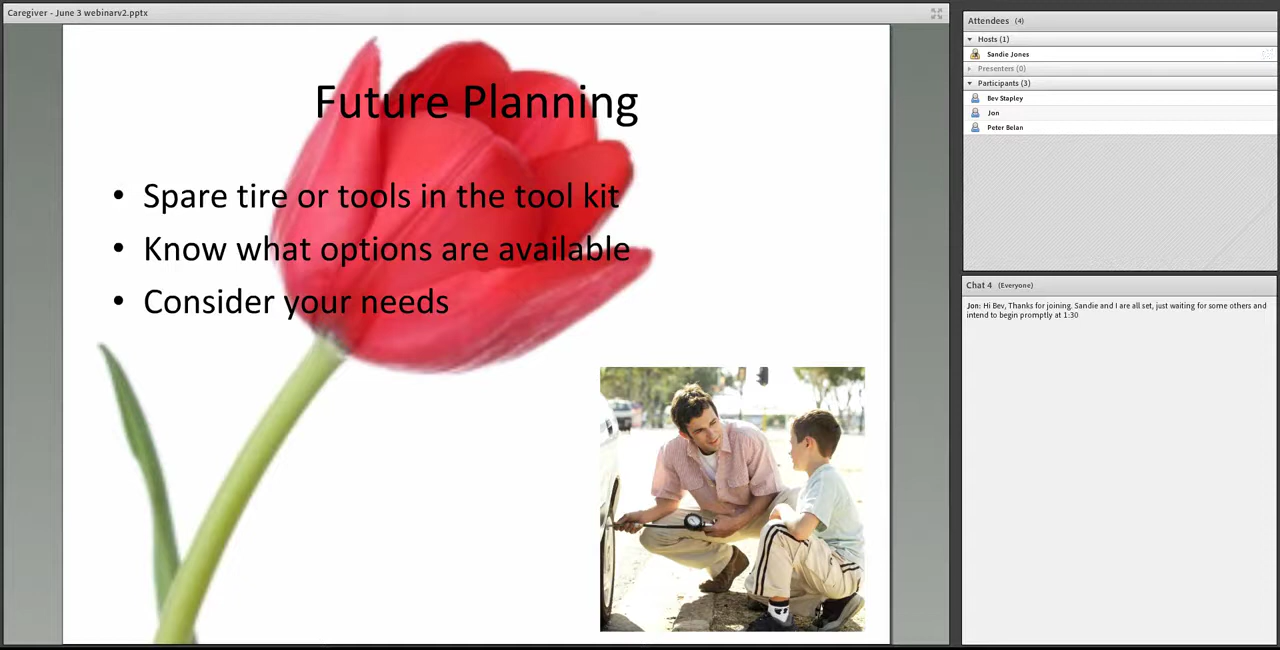 Caregiver - June 3 webinarv2.pptx
Future Planning
• Spare tire or tools in the tool kit
• Know what options are available
• Consider your needs
Attendees (4)
Hosts (1)
Sandie Jones
Presenters (0)
Participants (3)
Bev Stapley
Jon
Peter Belan
Chat 4 (Everyone)
Jon: Hi Bev, Thanks for joining. Sandie and I are all set, just waiting for some others and
intend to begin promptly at 1:30